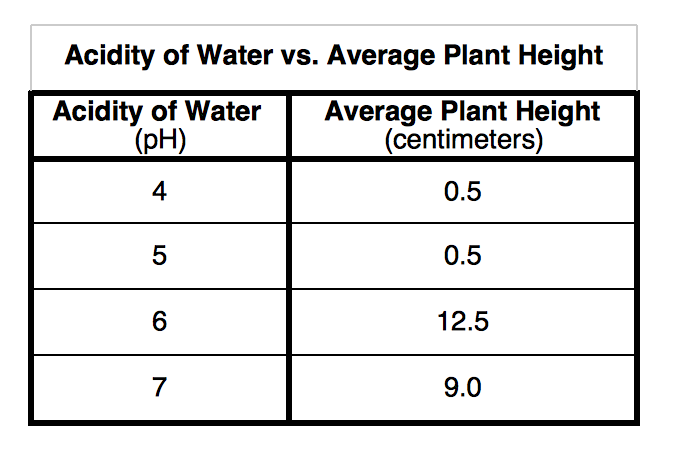 Acidity of Water vs. Average Plant Height
Acidity of Water Average Plant Height
(pH) (centimeters)
4 0.5
5 0.5
6 12.5
7 9.0